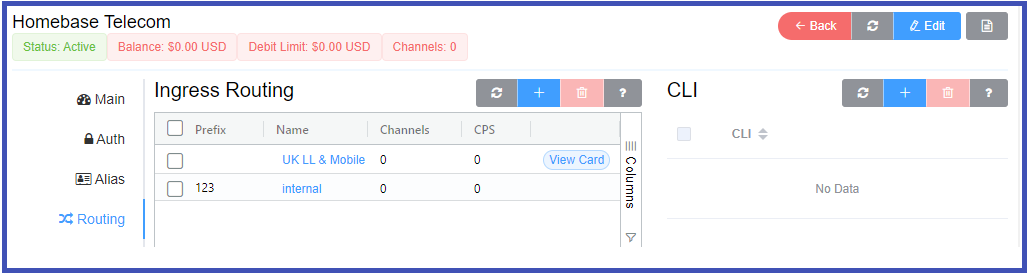 Homebase Telecom
← Back
Edit
Status: Active
Balance: $0.00 USD
Debit Limit: $0.00 USD
Channels: 0
Main
Auth
Alias
Routing
Ingress Routing
+
?
Prefix Name Channels CPS
UK LL & Mobile 0 0 View Card
123 internal 0 0
Columns
CLI
+
?
CLI
No Data